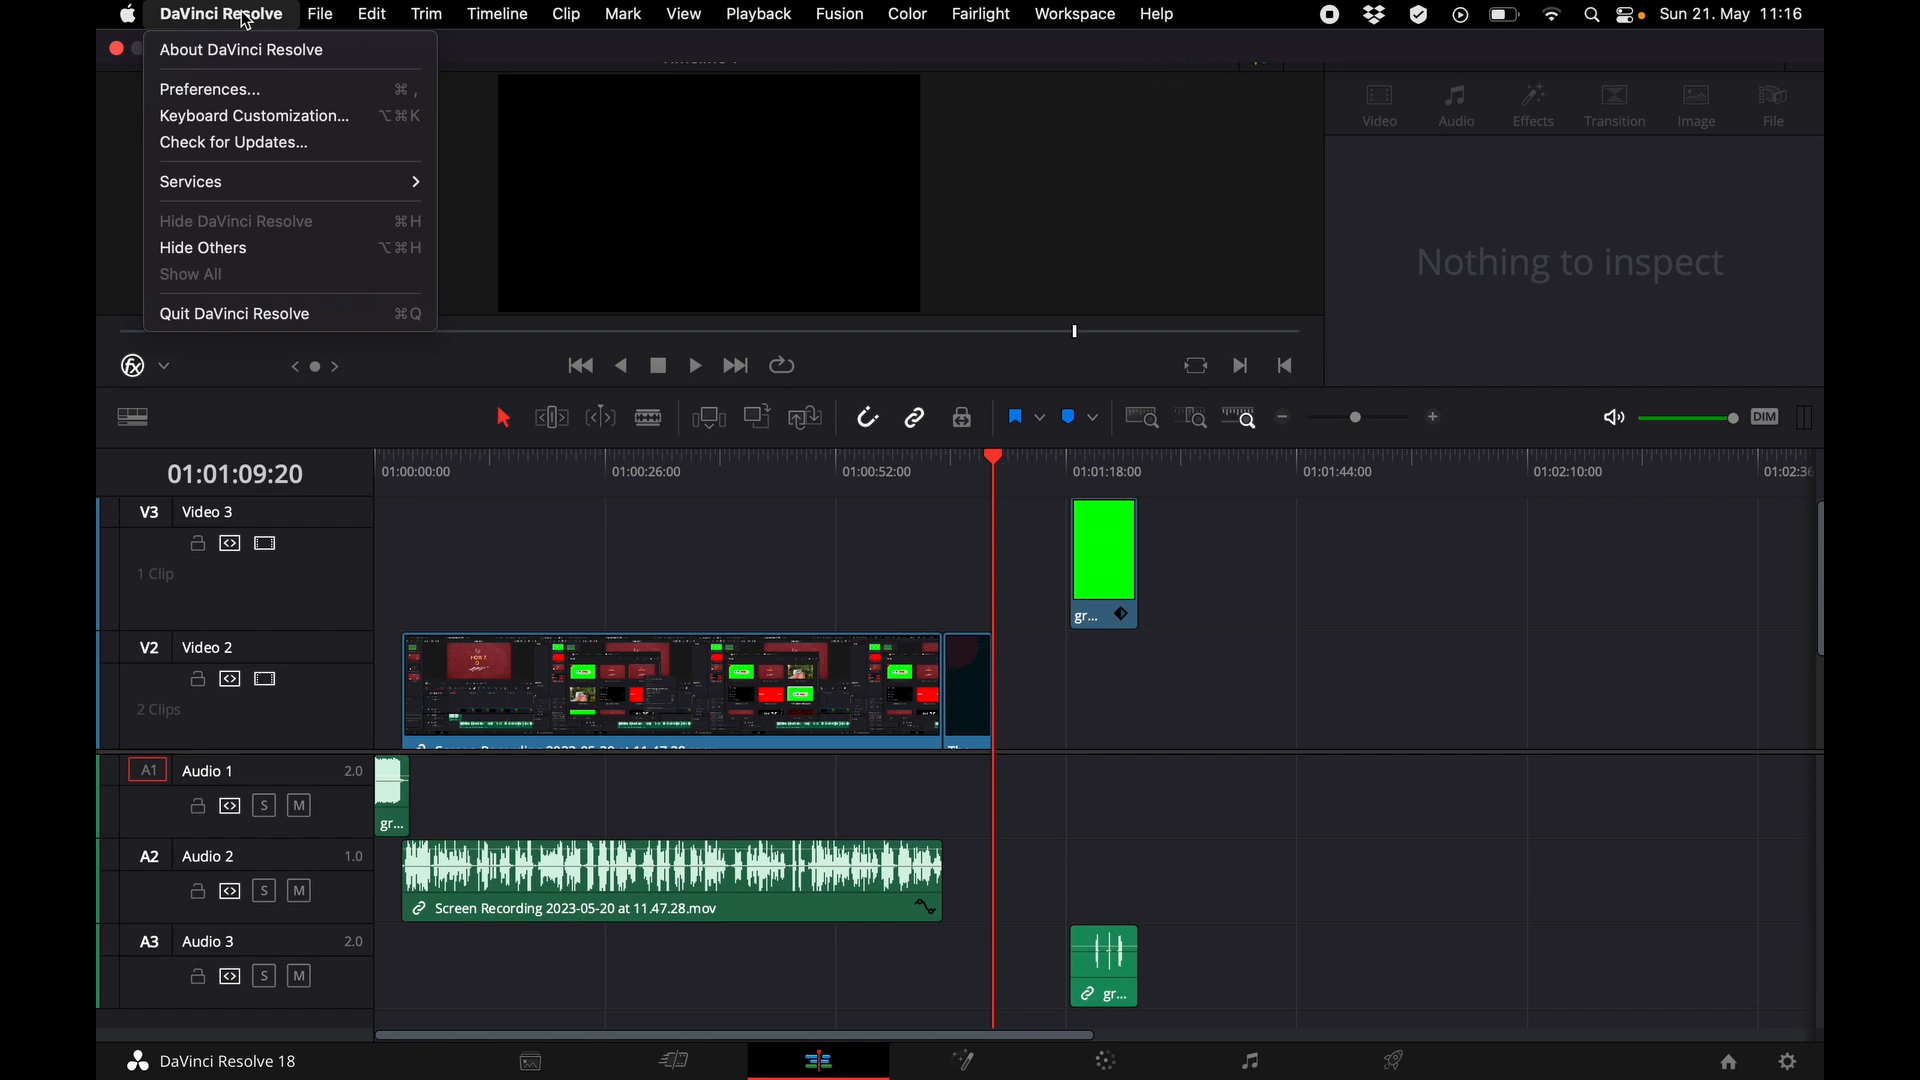 DaVinci Resolve File Edit Trim Timeline Clip Mark View Playback Fusion Color Fairlight Workspace Help Sun 21. May 11:16
About DaVinci Resolve
Preferences... ⌘ ,
Keyboard Customization... ⌥⌘K
Check for Updates...
Services
Hide DaVinci Resolve ⌘H
Hide Others ⌥⌘H
Show All
Quit DaVinci Resolve ⌘Q
Video Audio Effects Transition Image File
Nothing to inspect
DIM
01:01:09:20
01:00:00:00 01:00:26:00 01:00:52:00 01:01:18:00 01:01:44:00 01:02:10:00 01:02:36
V3 Video 3
1 Clip
gr...
V2 Video 2
2 Clips
A1 Audio 1 2.0
S M
gr...
A2 Audio 2 1.0
S M
Screen Recording 2023-05-20 at 11.47.28.mov
A3 Audio 3 2.0
S M
gr...
DaVinci Resolve 18